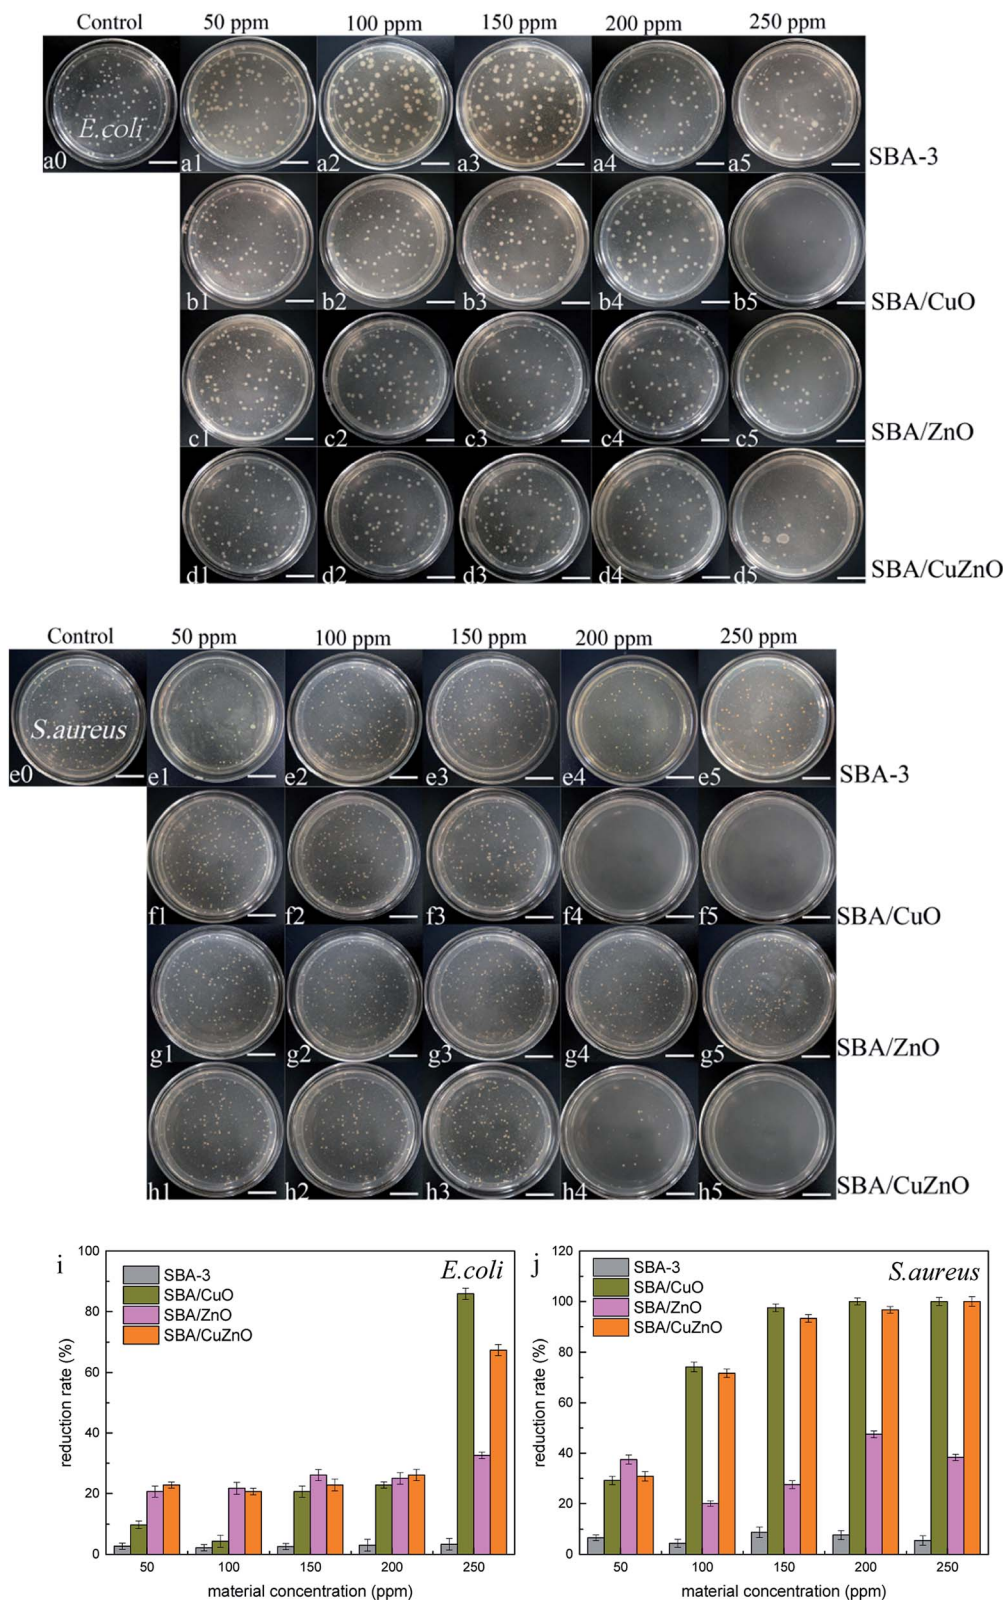 Control 50 ppm 100 ppm 150 ppm 200 ppm 250 ppm
E.coli
a0 a1 a2 a3 a4 a5 SBA-3
b1 b2 b3 b4 b5 SBA/CuO
c1 c2 c3 c4 c5 SBA/ZnO
d1 d2 d3 d4 d5 SBA/CuZnO
Control 50 ppm 100 ppm 150 ppm 200 ppm 250 ppm
S.aureus
e0 e1 e2 e3 e4 e5 SBA-3
f1 f2 f3 f4 f5 SBA/CuO
g1 g2 g3 g4 g5 SBA/ZnO
h1 h2 h3 h4 h5 SBA/CuZnO
i
E.coli
SBA-3
SBA/CuO
SBA/ZnO
SBA/CuZnO
reduction rate (%)
100
80
60
40
20
0
50 100 150 200 250
material concentration (ppm)
j
S.aureus
SBA-3
SBA/CuO
SBA/ZnO
SBA/CuZnO
reduction rate (%)
120
100
80
60
40
20
0
50 100 150 200 250
material concentration (ppm)